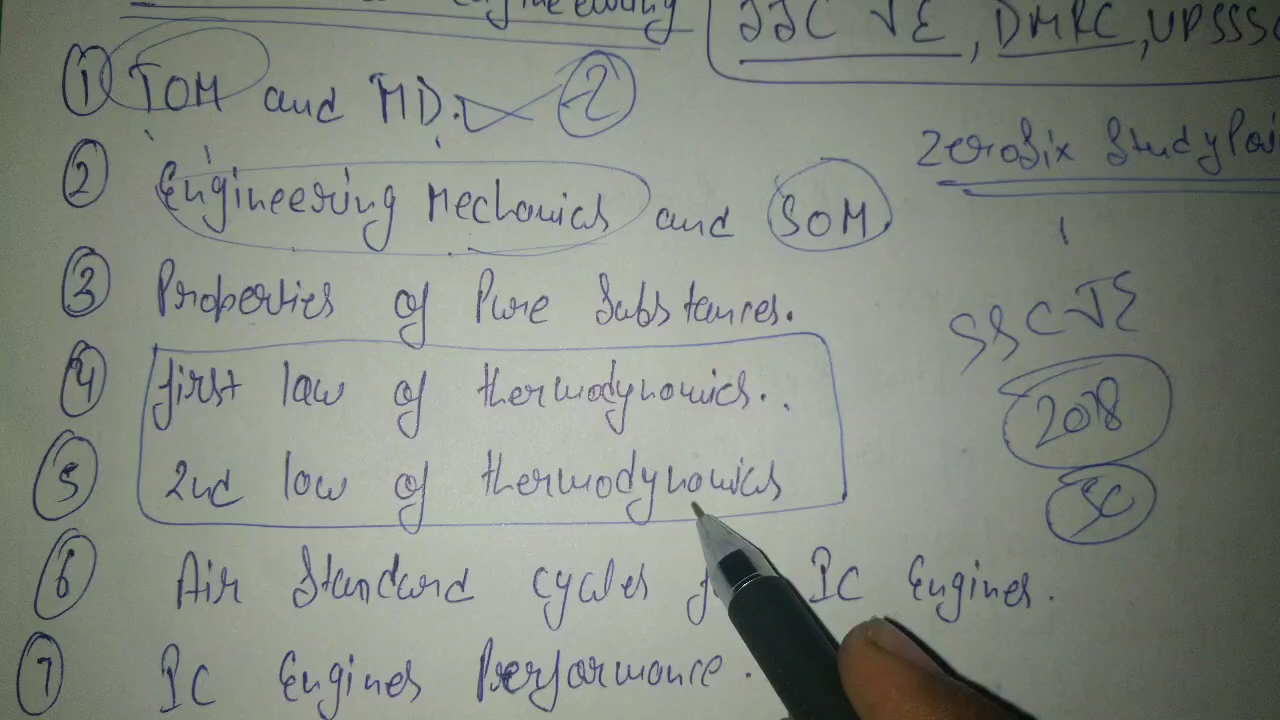 Engineering
SSC JE, DMRC, UPSSSC
① TOM and MD. 2
ZeroSix StudyPoi
② Engineering Mechanics and SOM
③ Properties of Pure Substances.
SSC JE
④ first law of thermodynamics..
2018
⑤ 2nd law of thermodynamics
⑥ Air Standard cycles IC Engines.
⑦ IC Engines Performance.